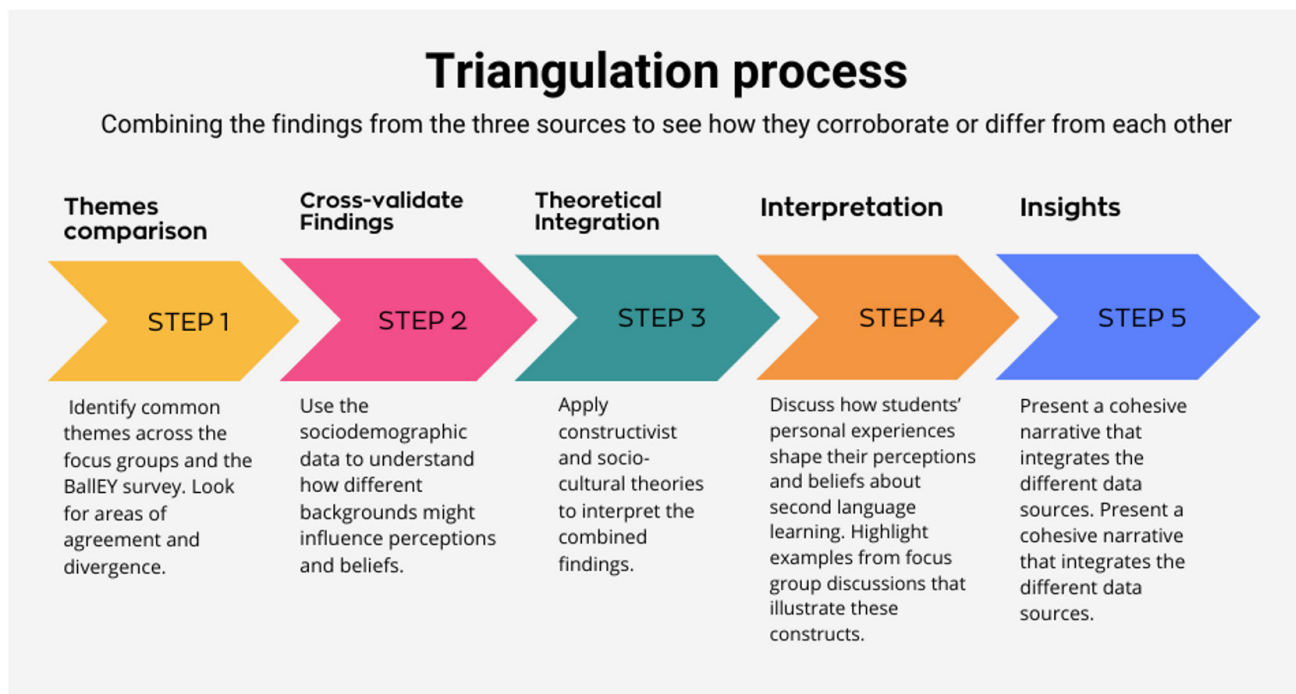 Triangulation process
Combining the findings from the three sources to see how they corroborate or differ from each other
Themes
comparison
STEP 1
Identify common
themes across the
focus groups and the
BallEY survey. Look
for areas of
agreement and
divergence.
Cross-validate
Findings
STEP 2
Use the
sociodemographic
data to understand
how different
backgrounds might
influence perceptions
and beliefs.
Theoretical
Integration
STEP 3
Apply
constructivist
and socio-
cultural theories
to interpret the
combined
findings.
Interpretation
STEP 4
Discuss how students’
personal experiences
shape their perceptions
and beliefs about
second language
learning. Highlight
examples from focus
group discussions that
illustrate these
constructs.
Insights
STEP 5
Present a cohesive
narrative that
integrates the
different data
sources. Present a
cohesive narrative
that integrates the
different data
sources.